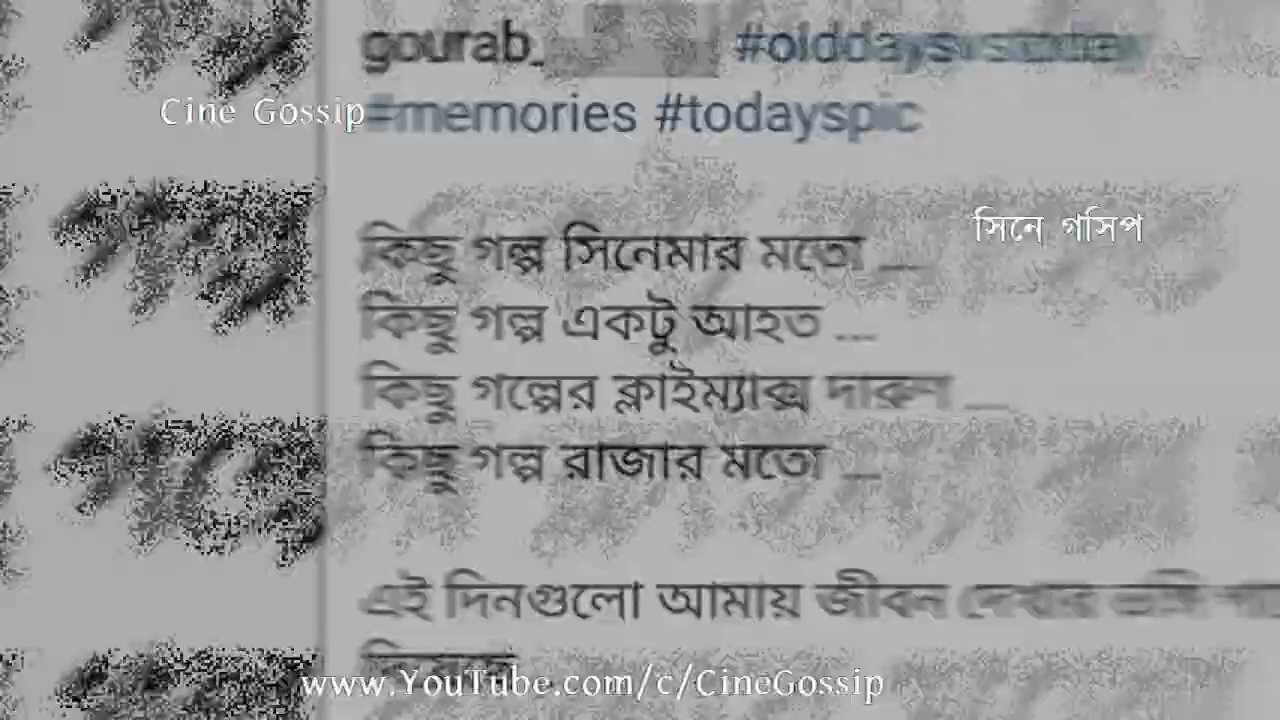 gourab_ #olddaysvstoday
Cine Gossip
#memories #todayspic
সিনে গসিপ
কিছু গল্প সিনেমার মতো ...
কিছু গল্প একটু আহত ...
কিছু গল্পের ক্লাইম্যাক্স দারুণ ...
কিছু গল্প রাজার মতো ...
এই দিনগুলো আমায় জীবন দেখার
www.YouTube.com/c/CineGossip